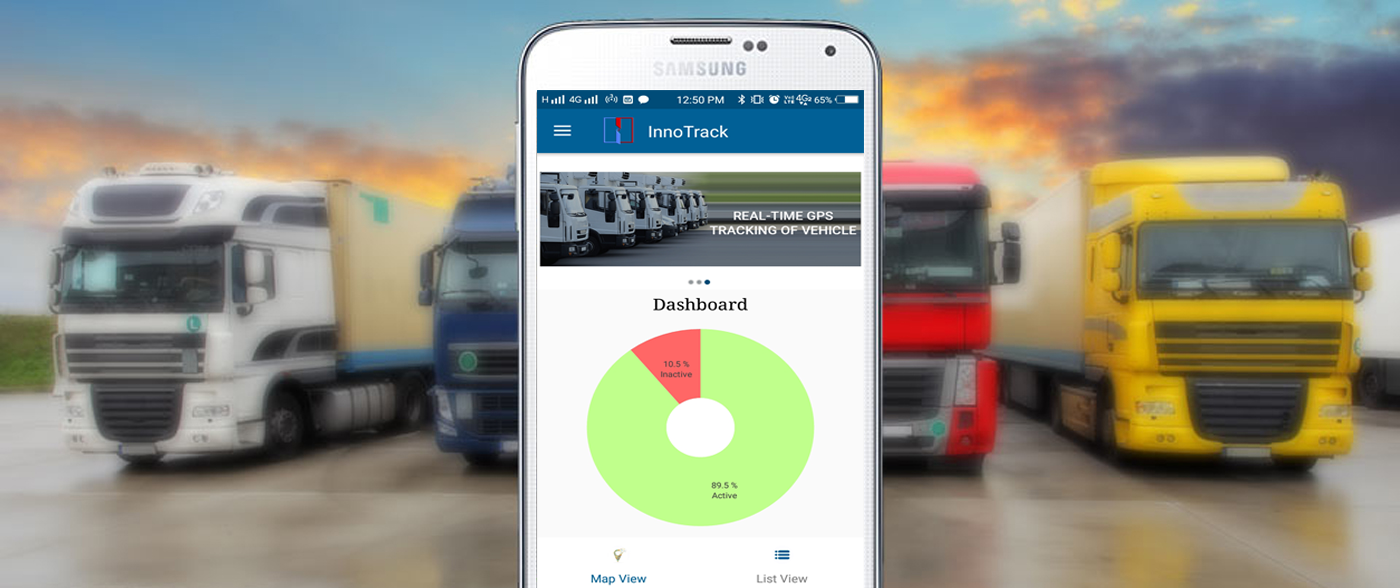 SAMSUNG
H 4G 12:50 PM 4G 65%
InnoTrack
REAL-TIME GPS
TRACKING OF VEHICLE
Dashboard
10.5 %
Inactive
89.5 %
Active
Map View
List View